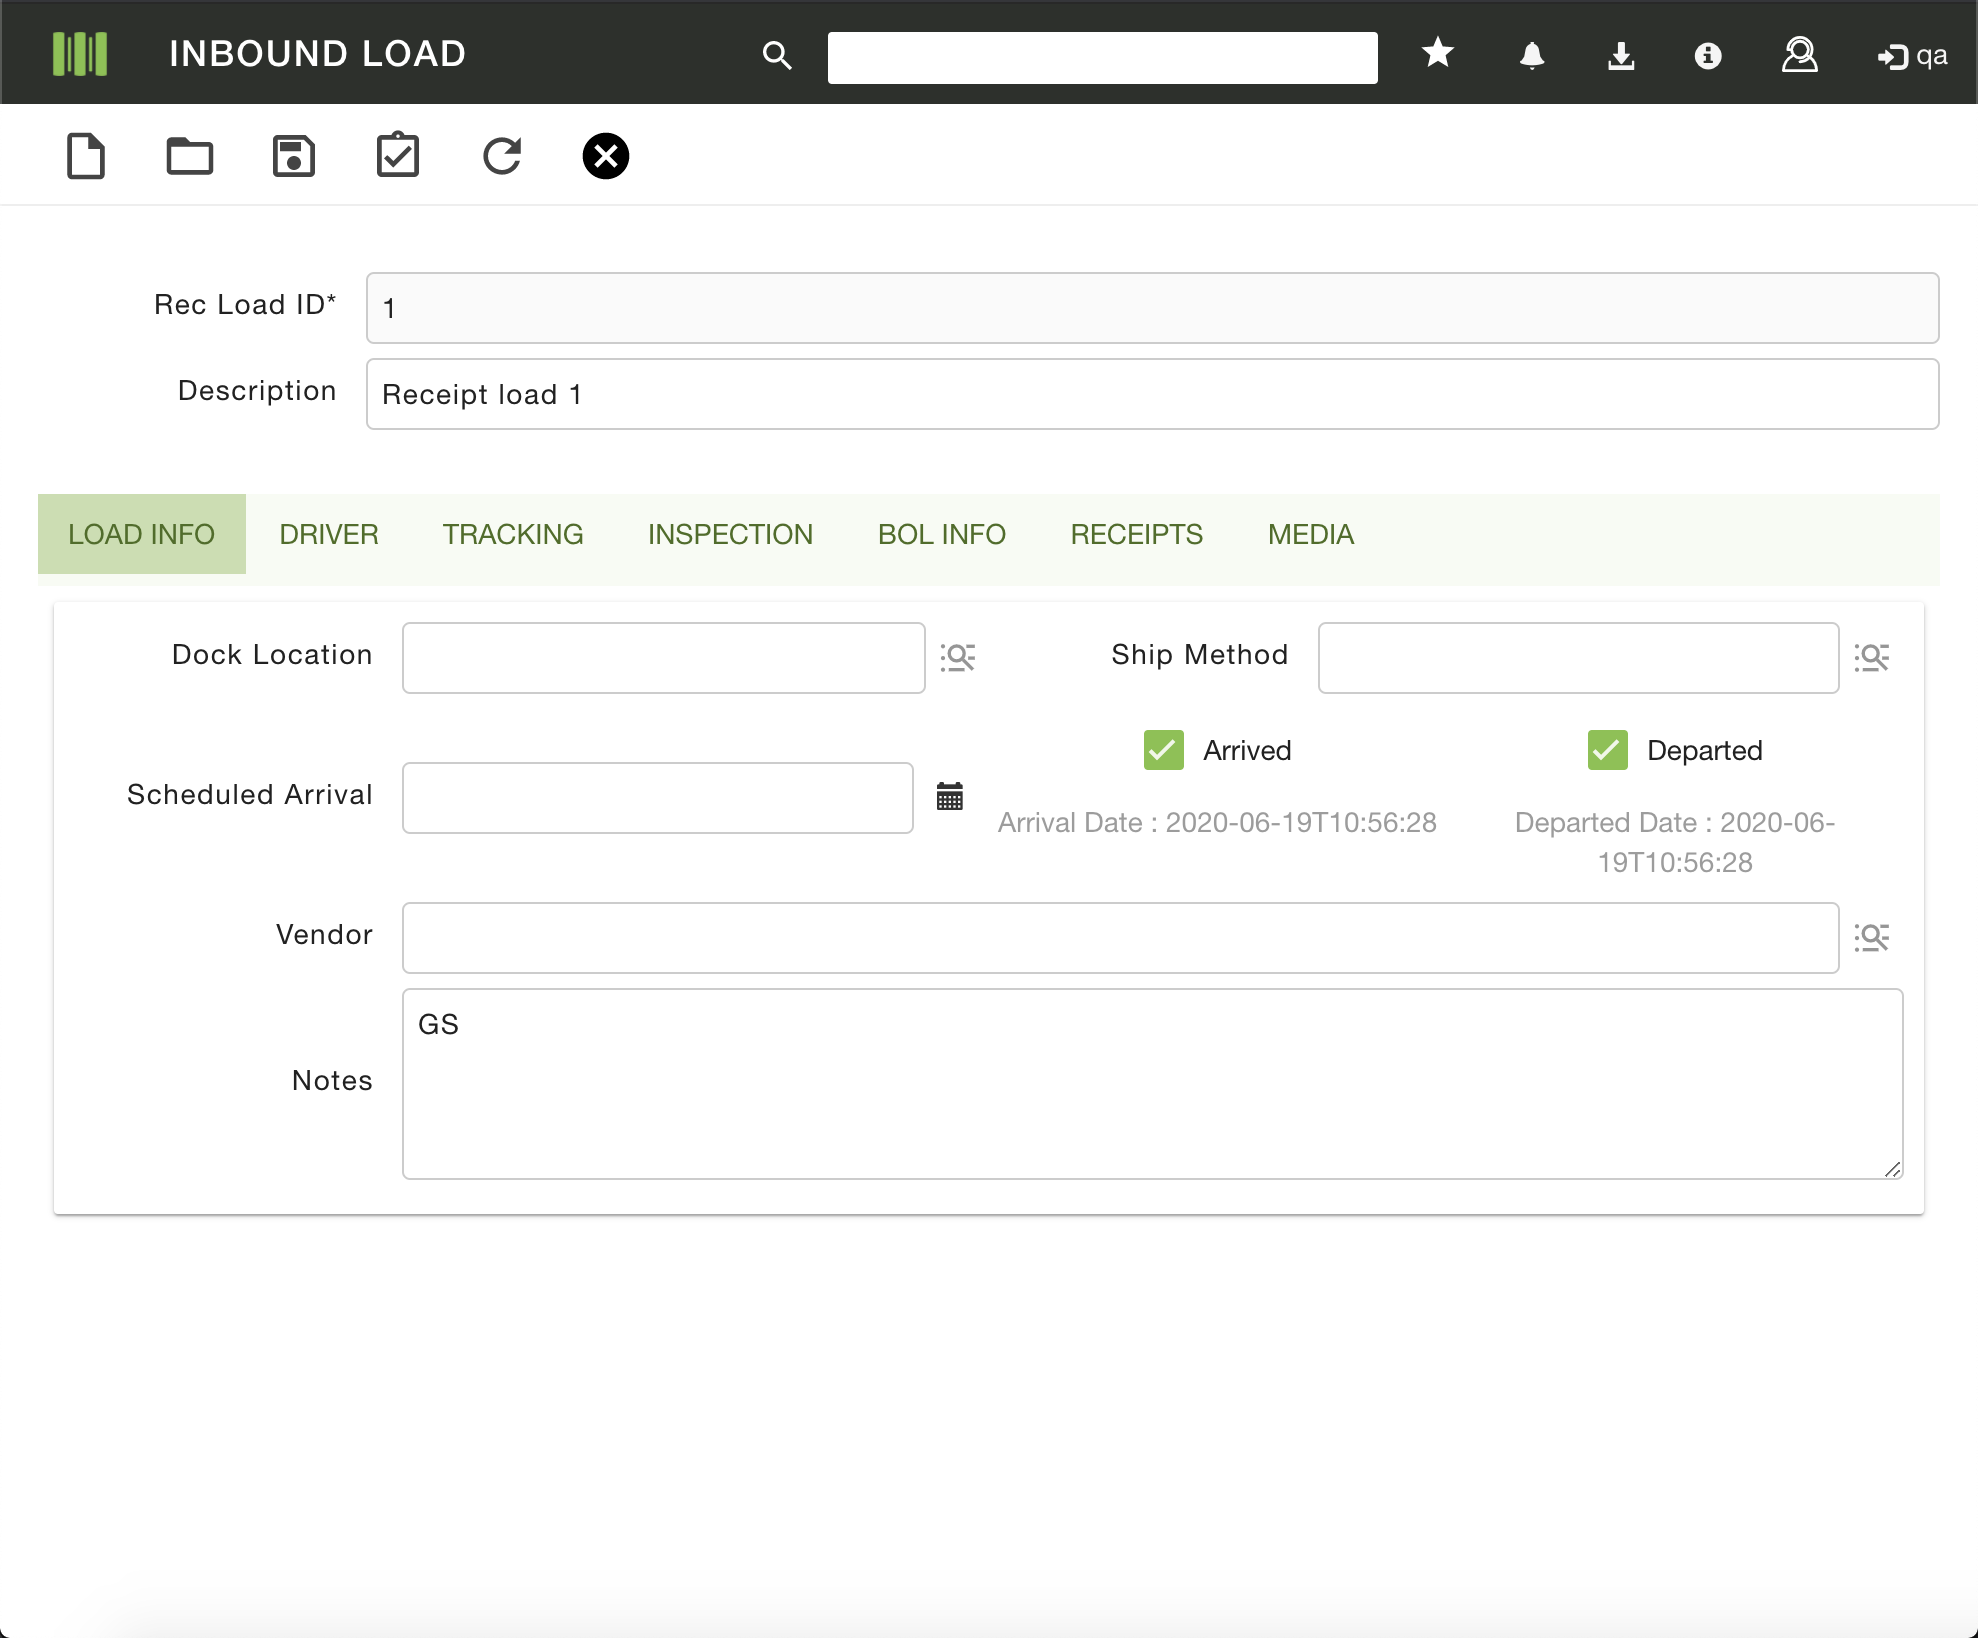 INBOUND LOAD
qa
Rec Load ID* 1
Description Receipt load 1
LOAD INFO DRIVER TRACKING INSPECTION BOL INFO RECEIPTS MEDIA
Dock Location Ship Method
Arrived Departed
Scheduled Arrival
Arrival Date : 2020-06-19T10:56:28 Departed Date : 2020-06-
19T10:56:28
Vendor
GS
Notes